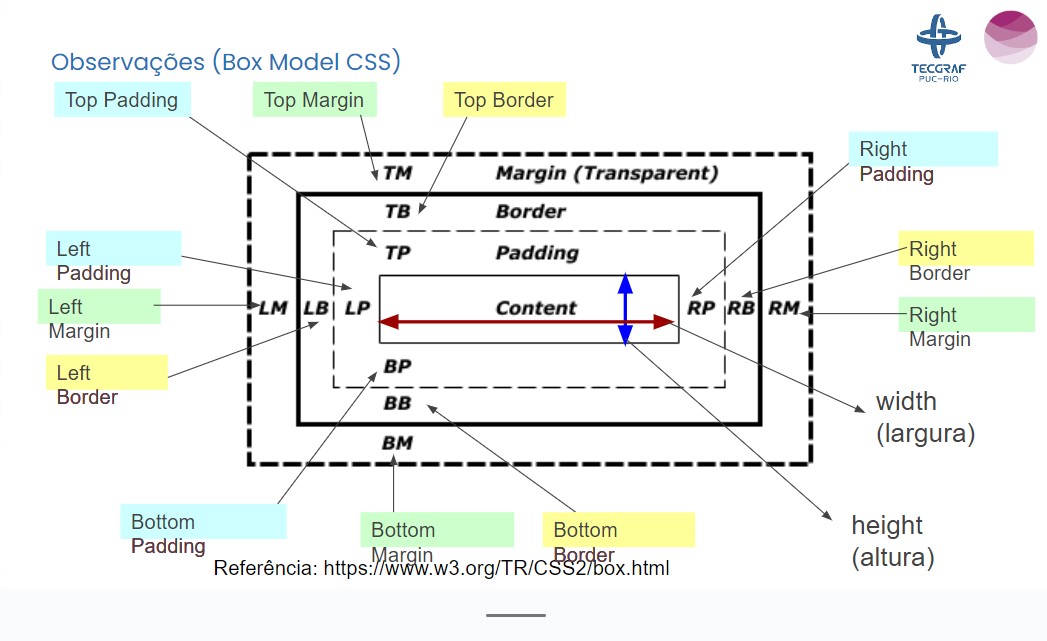 TECGRAF
PUC-RIO
Observações (Box Model CSS)
Top Padding
Top Margin
Top Border
Right
Padding
TM
Margin (Transparent)
TB
Border
TP
Padding
Left
Padding
Right
Border
Left
Margin
LM
LB
LP
Content
RP
RB
RM
Right
Margin
Left
Border
BP
BB
BM
width
(largura)
Bottom
Padding
Bottom
Margin
Bottom
Border
height
(altura)
Referência: https://www.w3.org/TR/CSS2/box.html